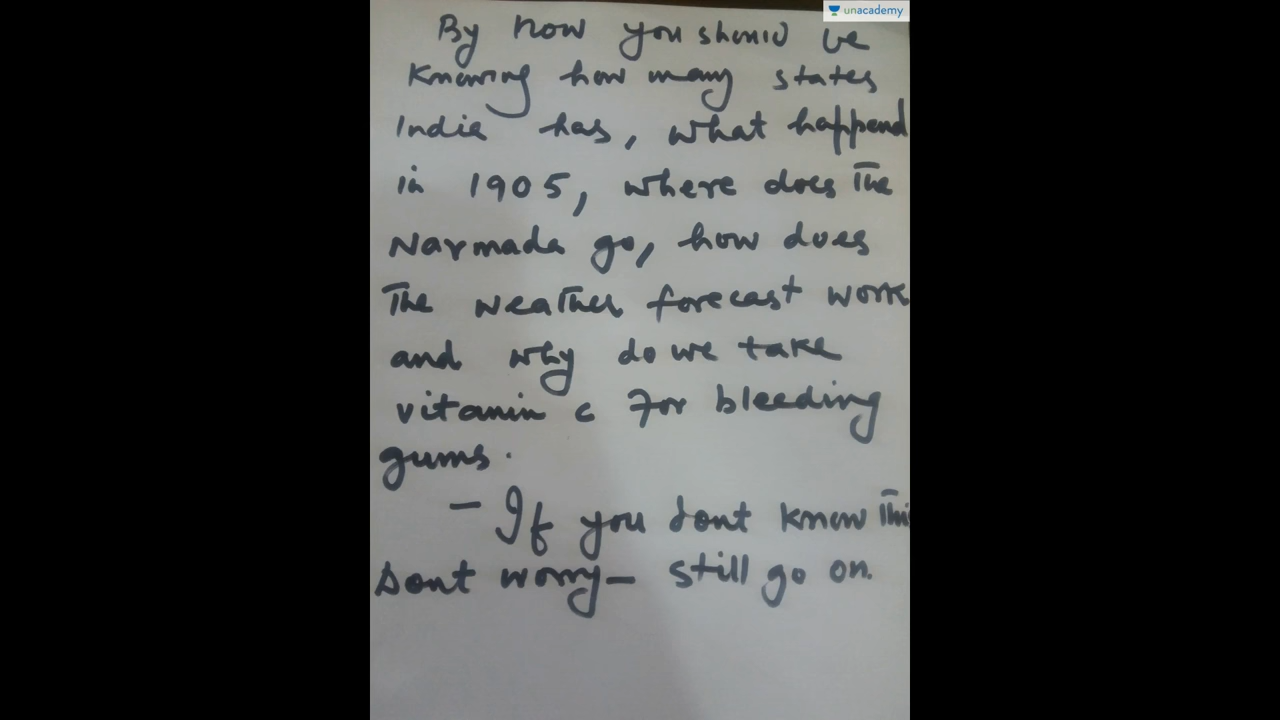 unacademy
By now you should be
knowing how many states
India has, what happend
in 1905, where does the
Narmada go, how does
The weather forecast work
and why do we take
vitamin c for bleeding
gums.
- If you dont know This
Dont worry - still go on.